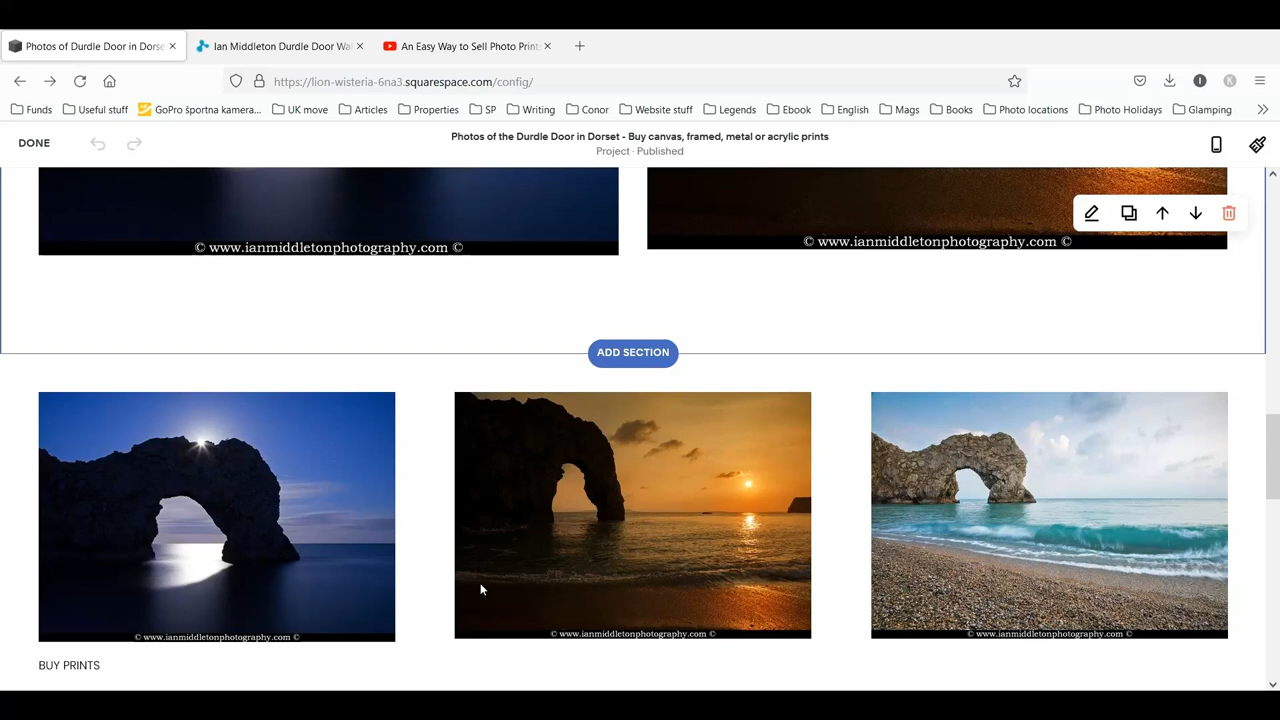 Photos of Durdle Door in Dorse
Ian Middleton Durdle Door Wal
An Easy Way to Sell Photo Print
https://lion-wisteria-6na3.squarespace.com/config/
Funds
Useful stuff
GoPro športna kamera...
UK move
Articles
Properties
SP
Writing
Conor
Website stuff
Legends
Ebook
English
Mags
Books
Photo locations
Photo Holidays
Glamping
DONE
Photos of the Durdle Door in Dorset - Buy canvas, framed, metal or acrylic prints
Project · Published
© www.ianmiddletonphotography.com ©
© www.ianmiddletonphotography.com ©
ADD SECTION
© www.ianmiddletonphotography.com ©
© www.ianmiddletonphotography.com ©
© www.ianmiddletonphotography.com ©
BUY PRINTS